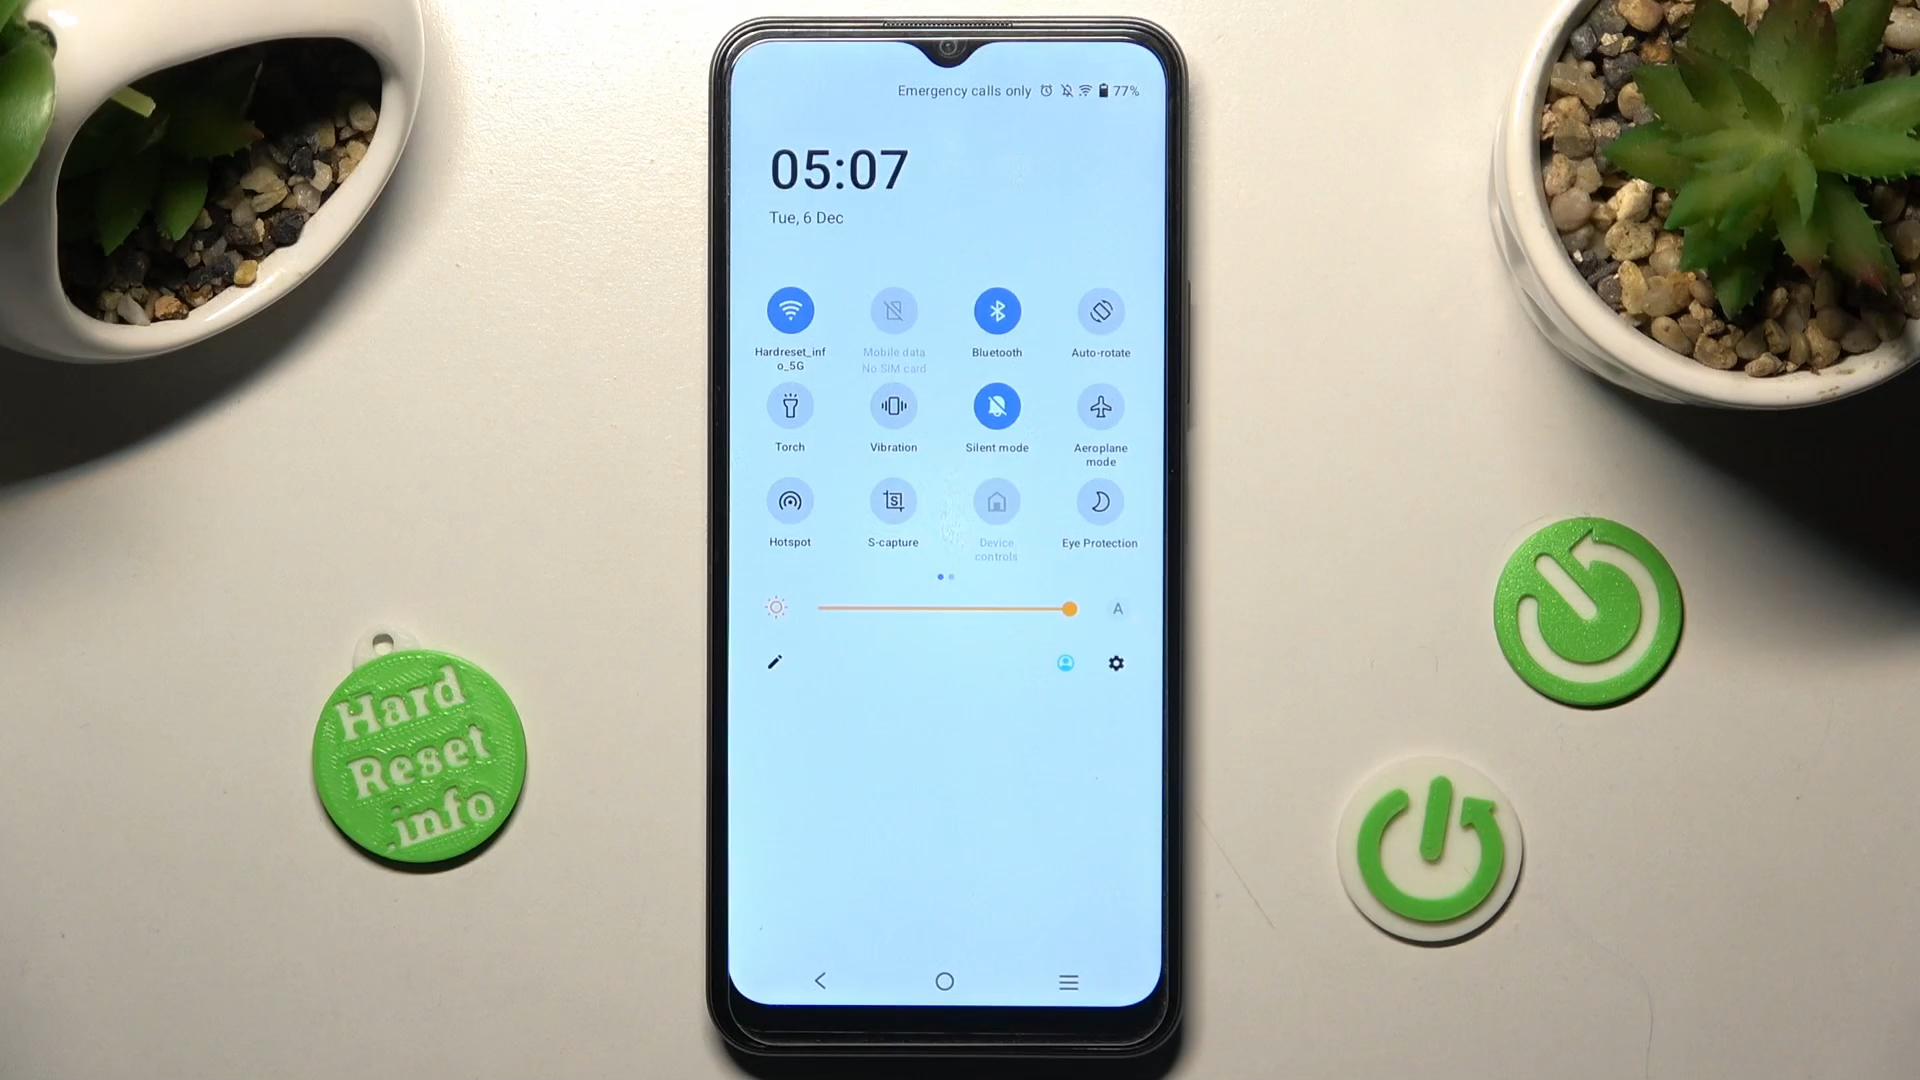 Emergency calls only 77%
05:07
Tue, 6 Dec
Hardreset_inf
o_5G
Mobile data
No SIM card
Bluetooth
Auto-rotate
Torch
Vibration
Silent mode
Aeroplane
mode
Hotspot
S-capture
Device
controls
Eye Protection
A
Hard
Reset
.info